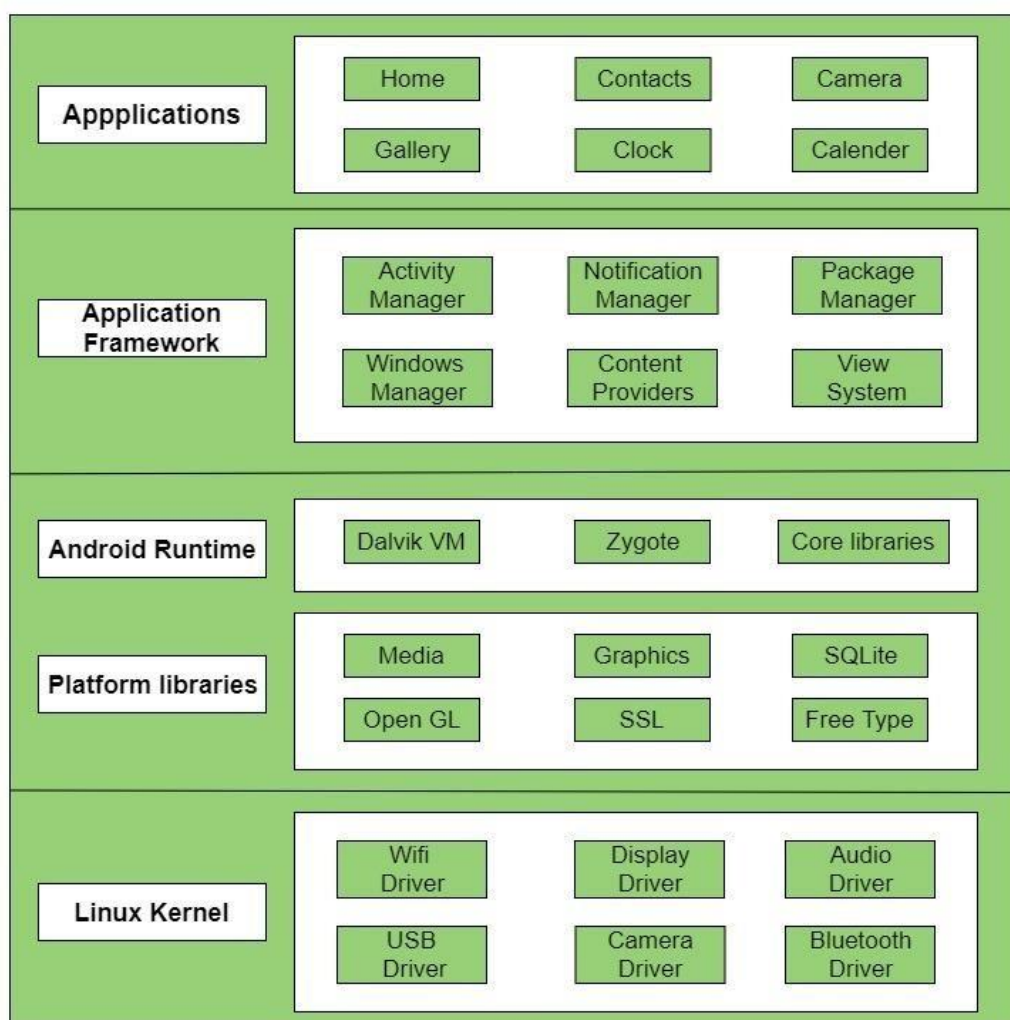 Appplications
Home
Contacts
Camera
Gallery
Clock
Calender
Application
Framework
Activity
Manager
Notification
Manager
Package
Manager
Windows
Manager
Content
Providers
View
System
Android Runtime
Dalvik VM
Zygote
Core libraries
Platform libraries
Media
Graphics
SQLite
Open GL
SSL
Free Type
Linux Kernel
Wifi
Driver
Display
Driver
Audio
Driver
USB
Driver
Camera
Driver
Bluetooth
Driver